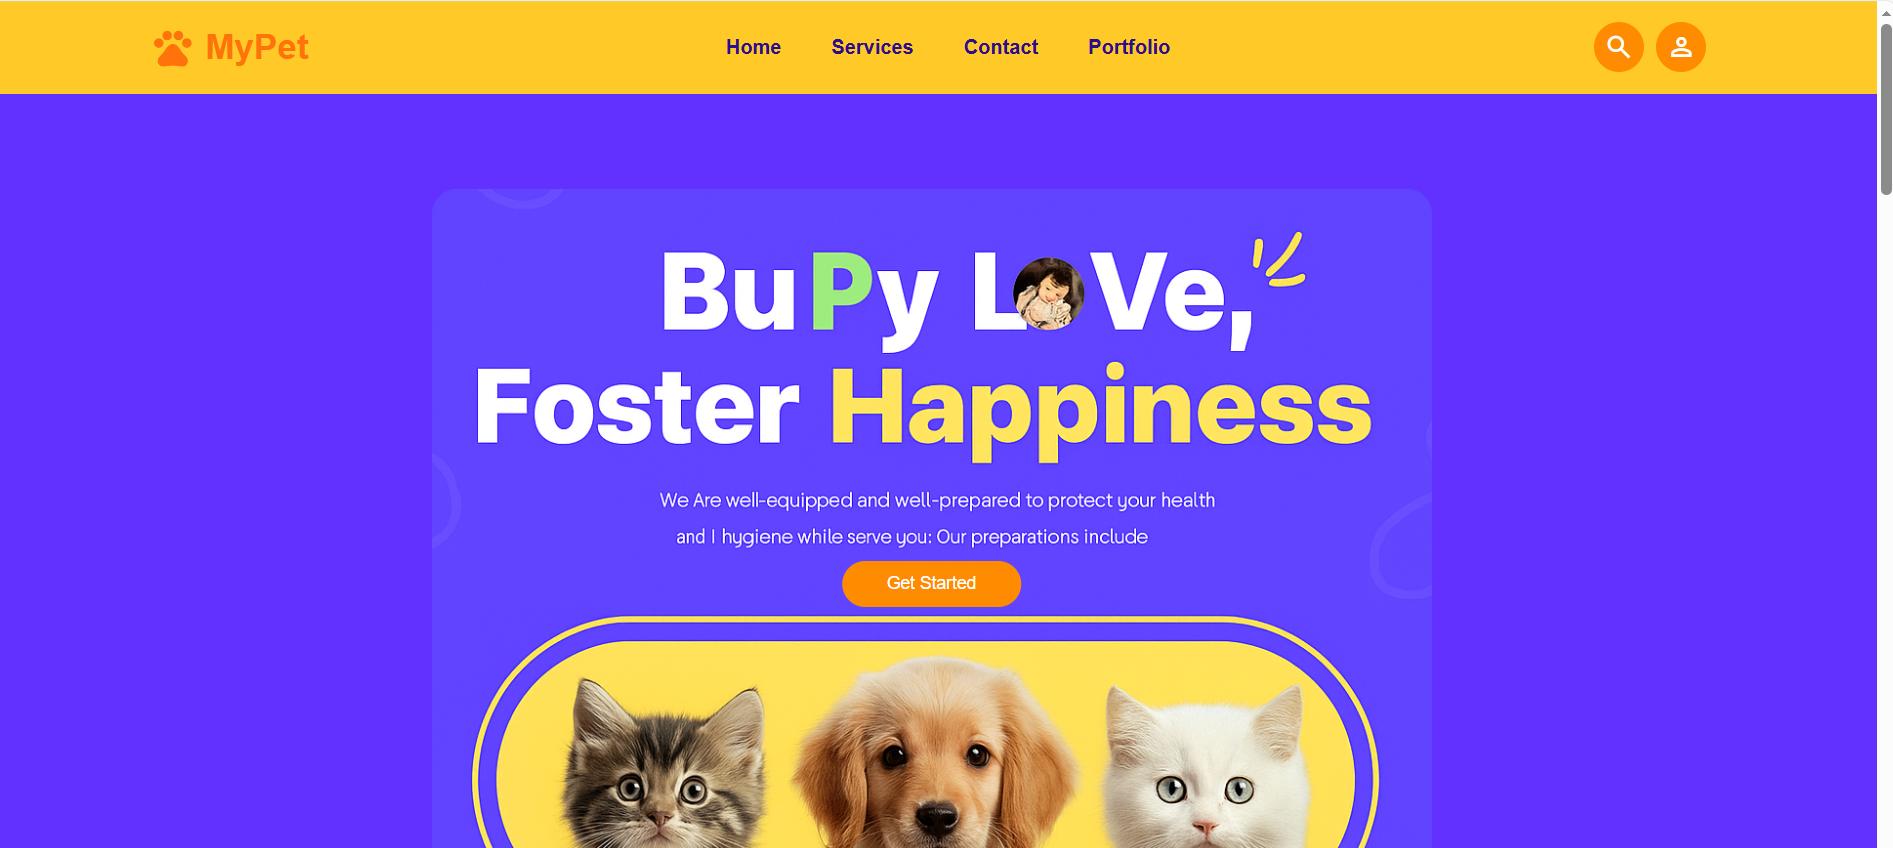 MyPet
Home Services Contact Portfolio
BuPy LoVe,
Foster Happiness
We Are well-equipped and well-prepared to protect your health
and I hygiene while serve you: Our preparations include
Get Started